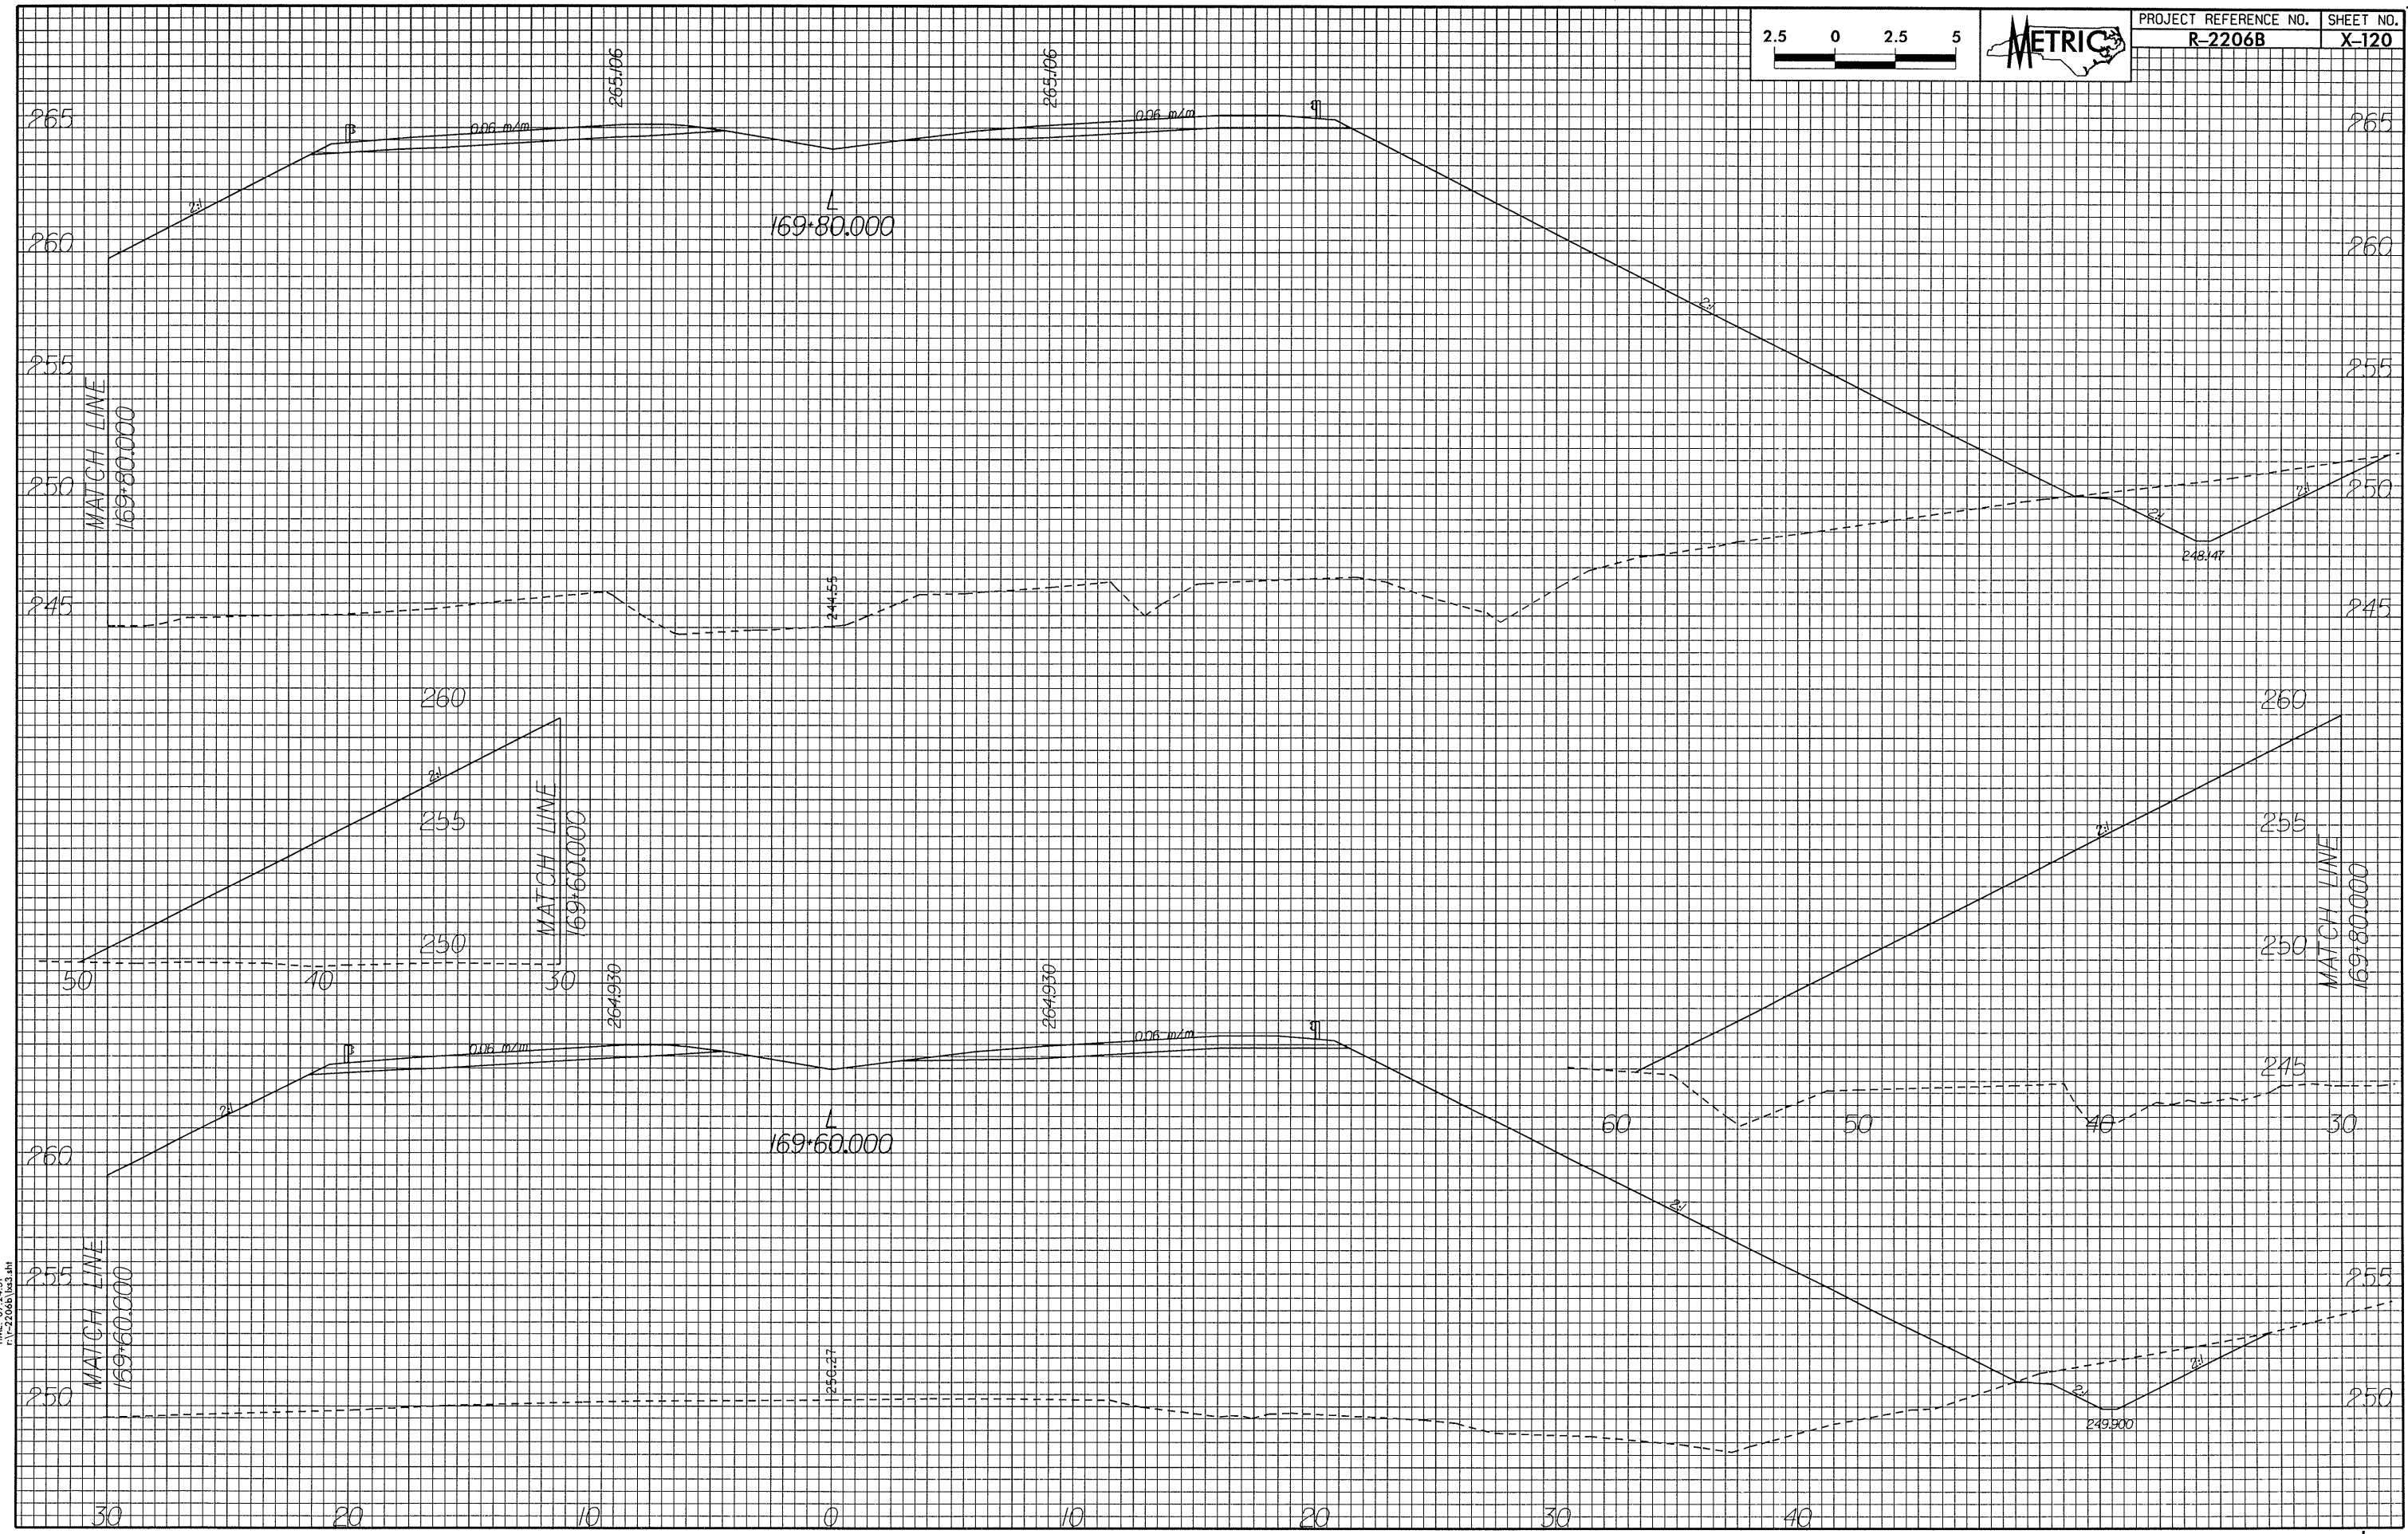 2.5 0 2.5 5
METRIC
PROJECT REFERENCE NO. SHEET NO.
R-2206B X-120
265.106 265.106
265 0.06 m/m 0.06 m/m 265
2:1
L
169+80.000
260 260
2:1
255 255
MATCH LINE
169+80.000
250 2:1 2:1 250
248.147
244.55
245 245
260 260
2:1
255 2:1 255
MATCH LINE
169+60.000
MATCH LINE
169+80.000
250 250
50 40 30
264.930 264.930
0.06 m/m 0.06 m/m
245
2:1
L
169+60.000
60 50 40 30
260
2:1
255 255
MATCH LINE
169+60.000
250.27
2:1 2:1
250 250
249.900
30 20 10 0 10 20 30 40
r:\r-2206b\lxs3.sht